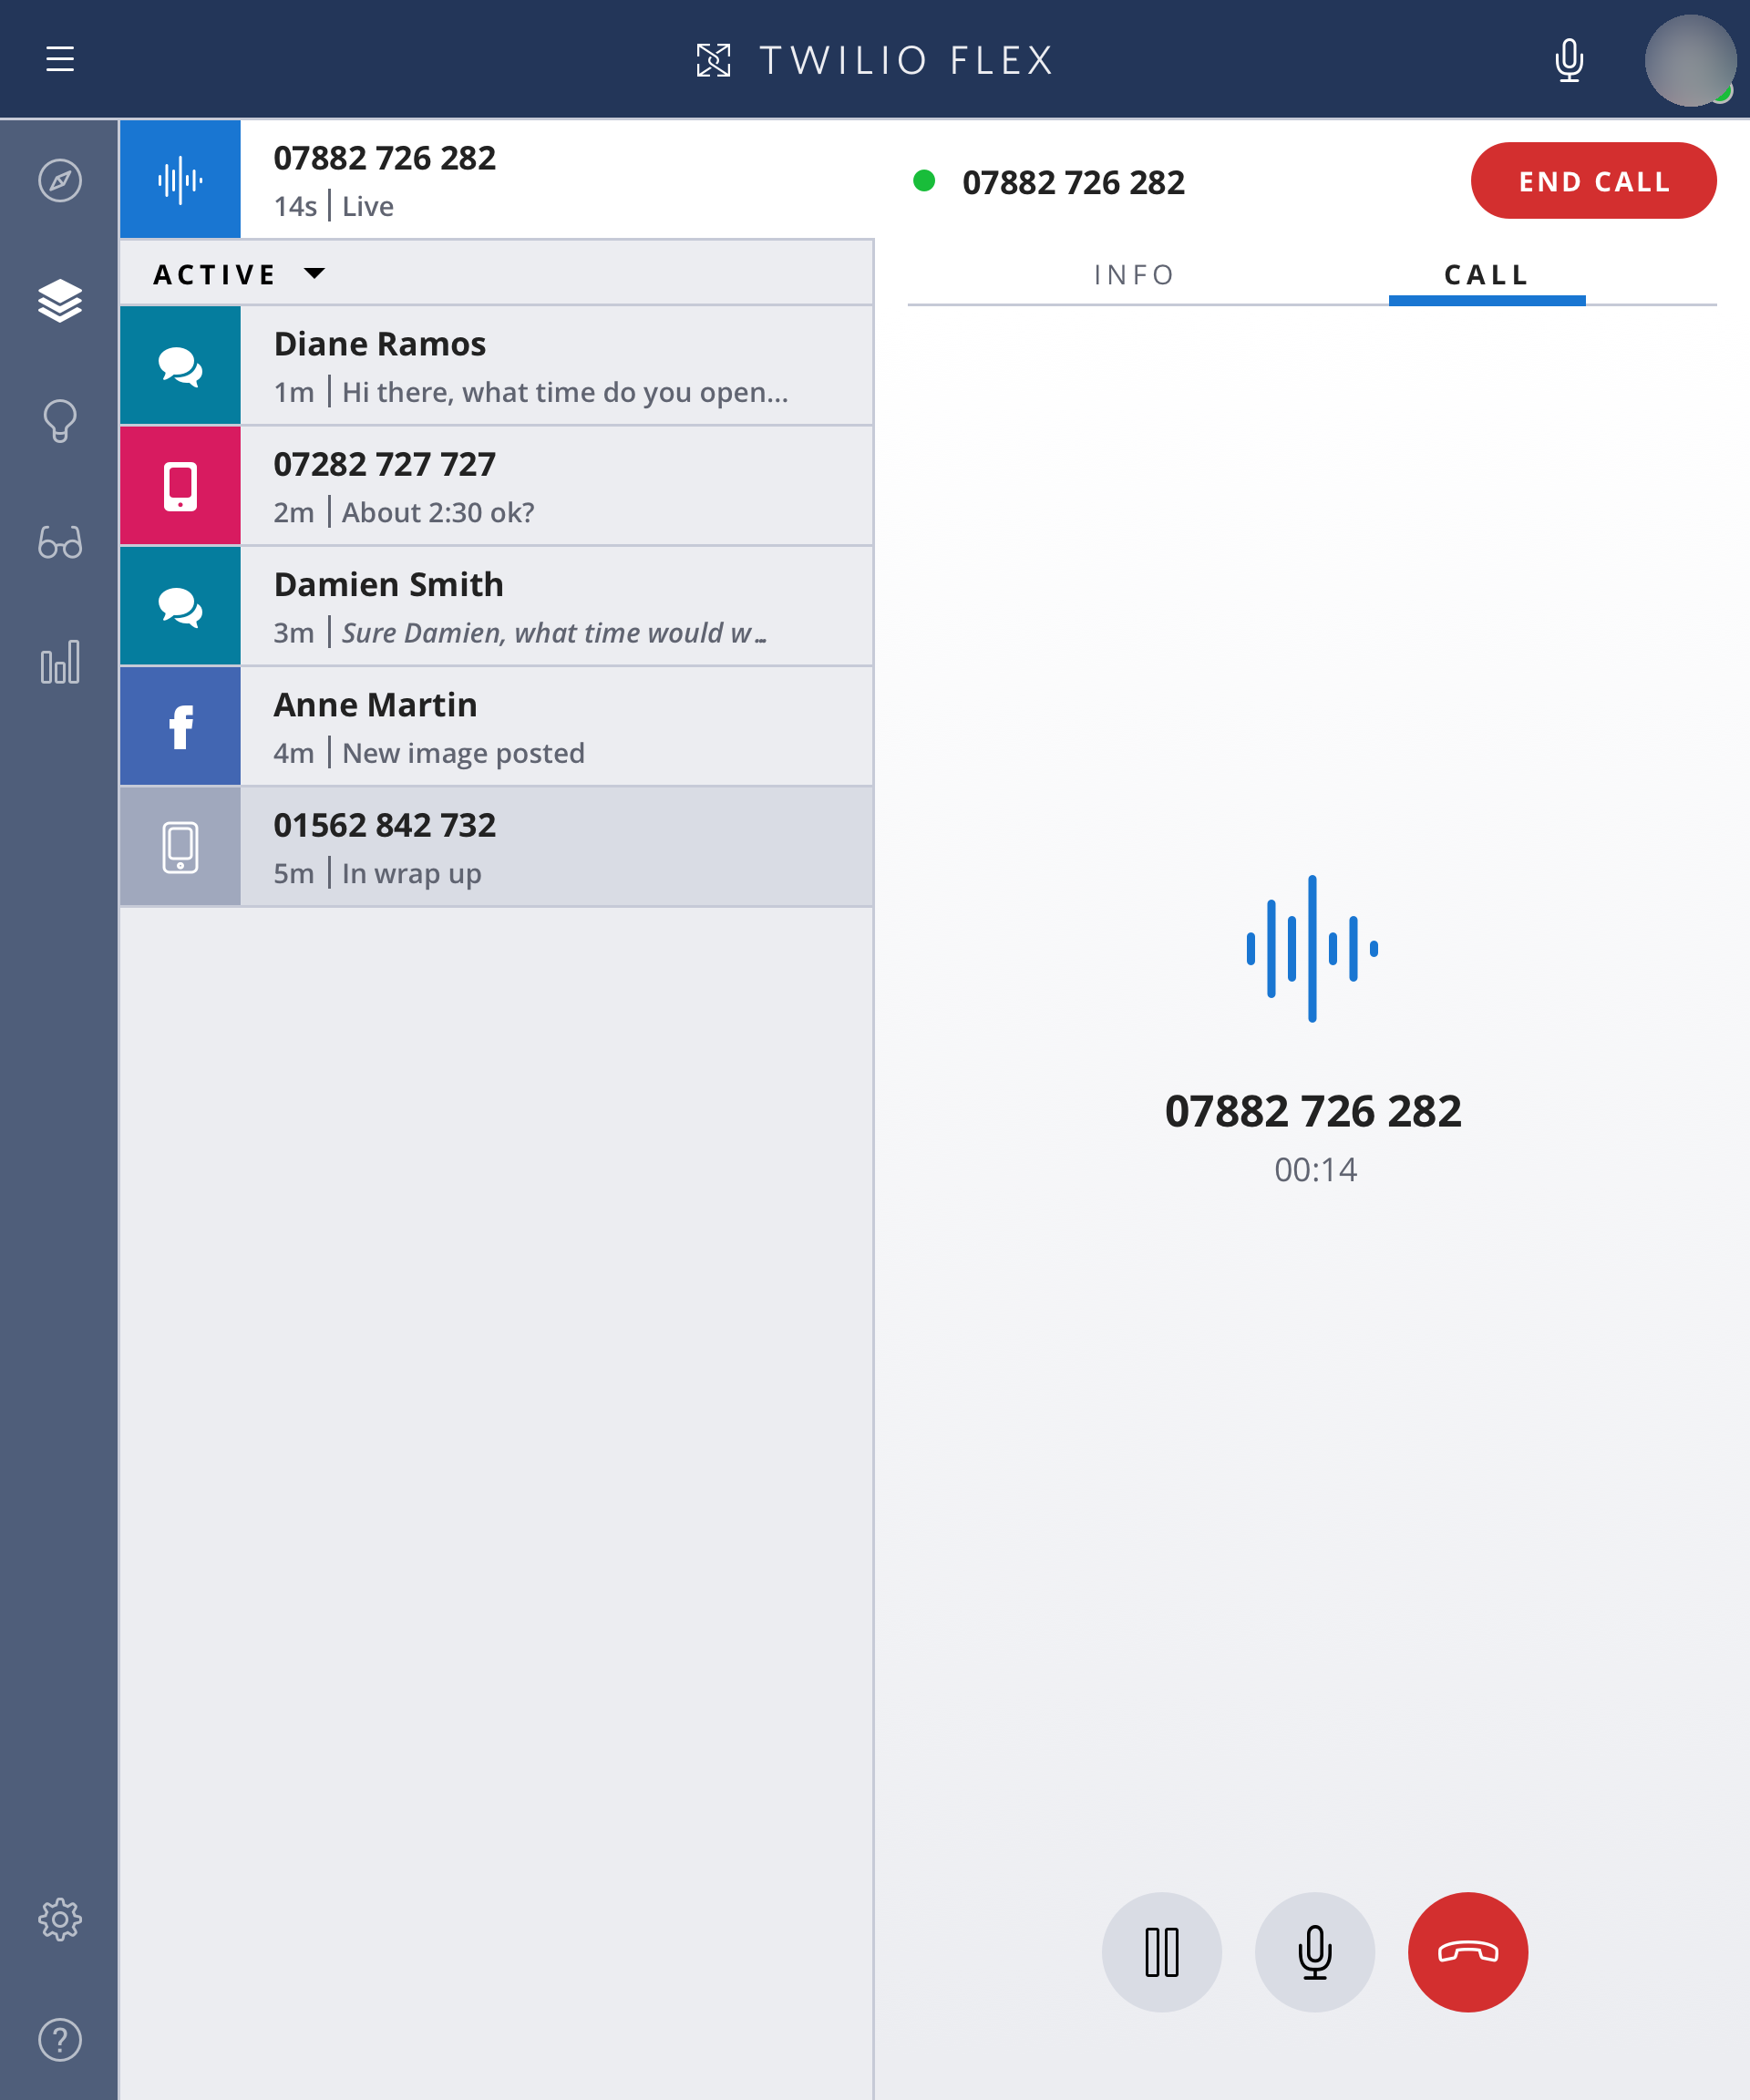 TWILIO FLEX
07882 726 282
14s | Live
ACTIVE
Diane Ramos
1m | Hi there, what time do you open...
07282 727 727
2m | About 2:30 ok?
Damien Smith
3m | Sure Damien, what time would w...
Anne Martin
4m | New image posted
01562 842 732
5m | In wrap up
07882 726 282
END CALL
INFO
CALL
07882 726 282
00:14